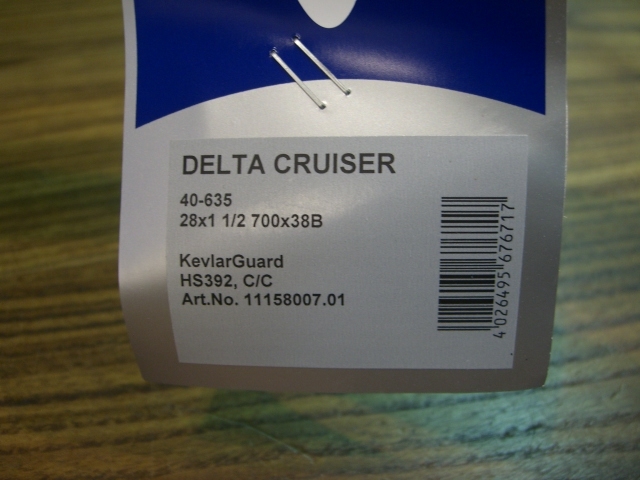 DELTA CRUISER
40-635
28x1 1/2 700x38B
KevlarGuard
HS392, C/C
Art.No. 11158007.01
4 026495 676717